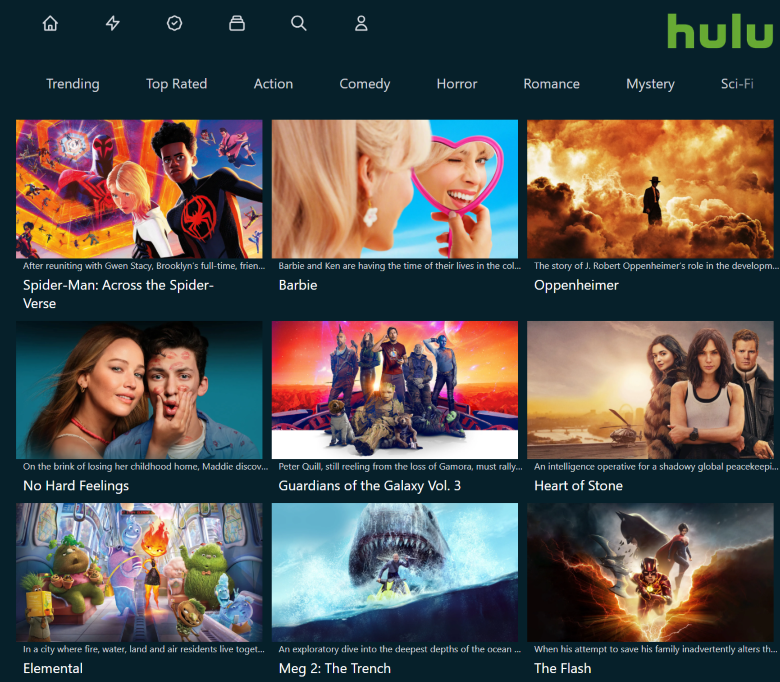 hulu
Trending Top Rated Action Comedy Horror Romance Mystery Sci-Fi
After reuniting with Gwen Stacy, Brooklyn's full-time, frien...
Spider-Man: Across the Spider-
Verse
Barbie and Ken are having the time of their lives in the col...
Barbie
The story of J. Robert Oppenheimer's role in the developm...
Oppenheimer
On the brink of losing her childhood home, Maddie discov...
No Hard Feelings
Peter Quill, still reeling from the loss of Gamora, must rally...
Guardians of the Galaxy Vol. 3
An intelligence operative for a shadowy global peacekeepi...
Heart of Stone
In a city where fire, water, land and air residents live toget...
Elemental
An exploratory dive into the deepest depths of the ocean ...
Meg 2: The Trench
When his attempt to save his family inadvertently alters th...
The Flash